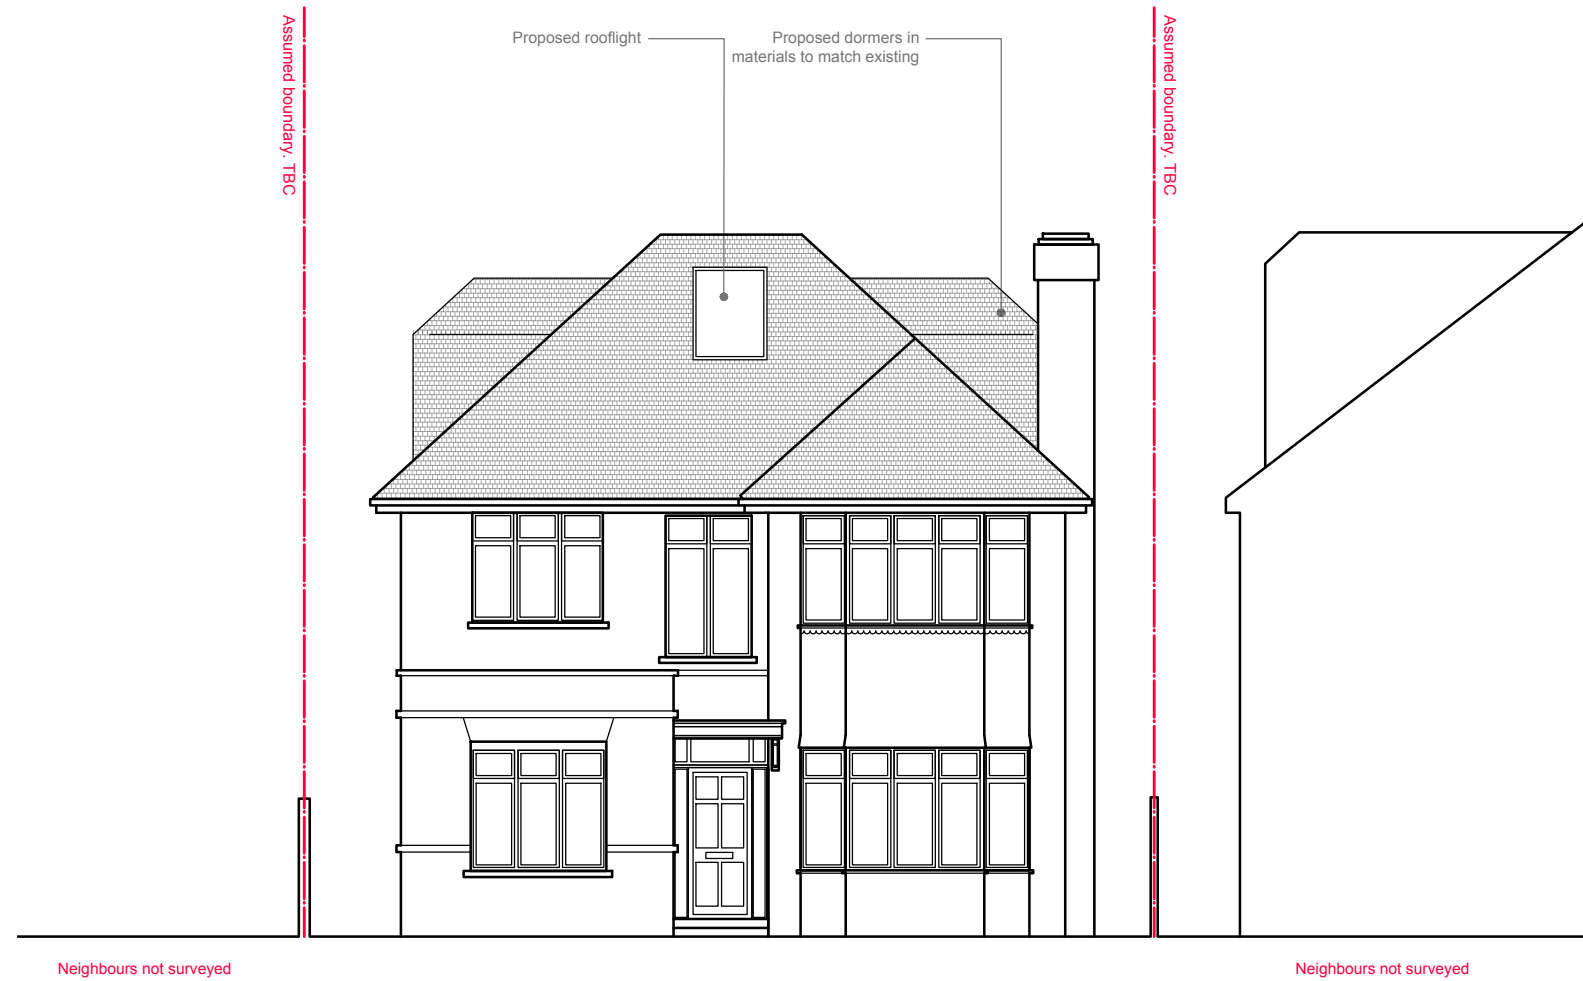 Assumed boundary. TBC
Proposed rooflight
Proposed dormers in
materials to match existing
Assumed boundary. TBC
Neighbours not surveyed
Neighbours not surveyed